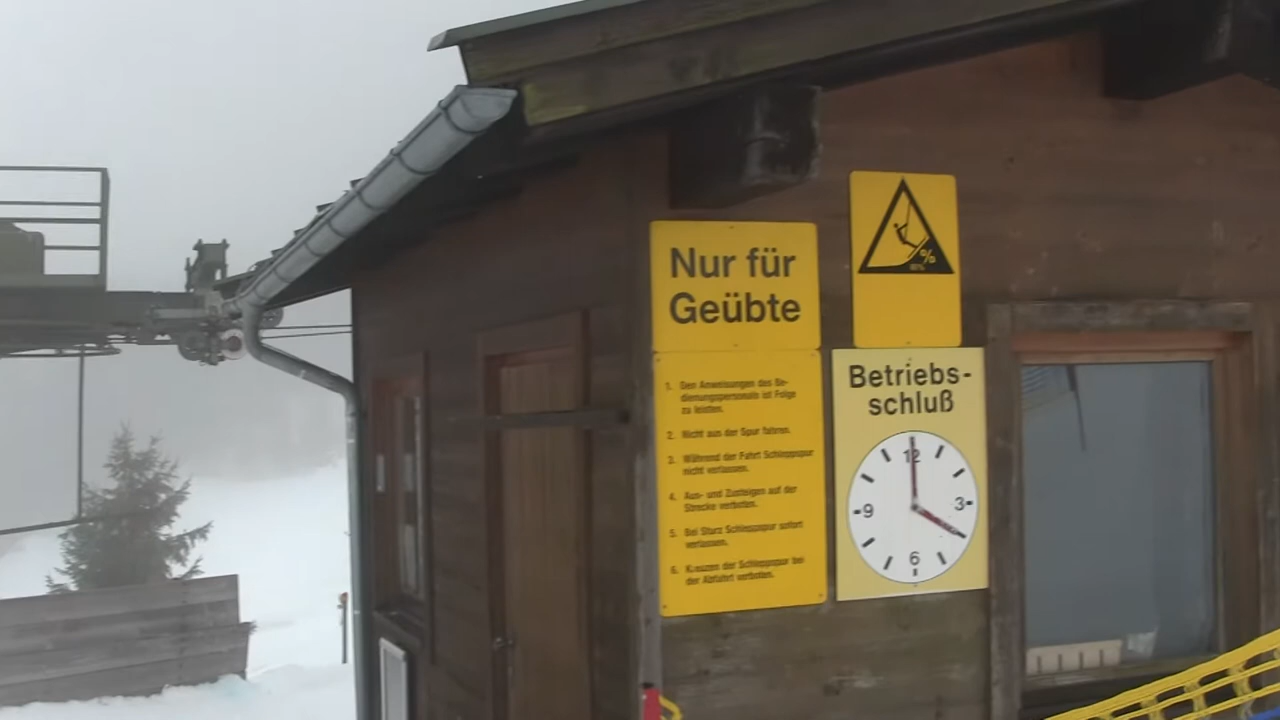 Nur für
Geübte
1. Den Anweisungen des Be-
dienungspersonals ist Folge
zu leisten.
2. Nicht aus der Spur fahren.
3. Während der Fahrt Schleppspur
nicht verlassen.
4. Aus- und Zusteigen auf der
Strecke verboten.
5. Bei Sturz Schleppspur sofort
verlassen.
6. Kreuzen der Schleppspur bei
der Abfahrt verboten.
%
Betriebs-
schluß
12
9 3
6